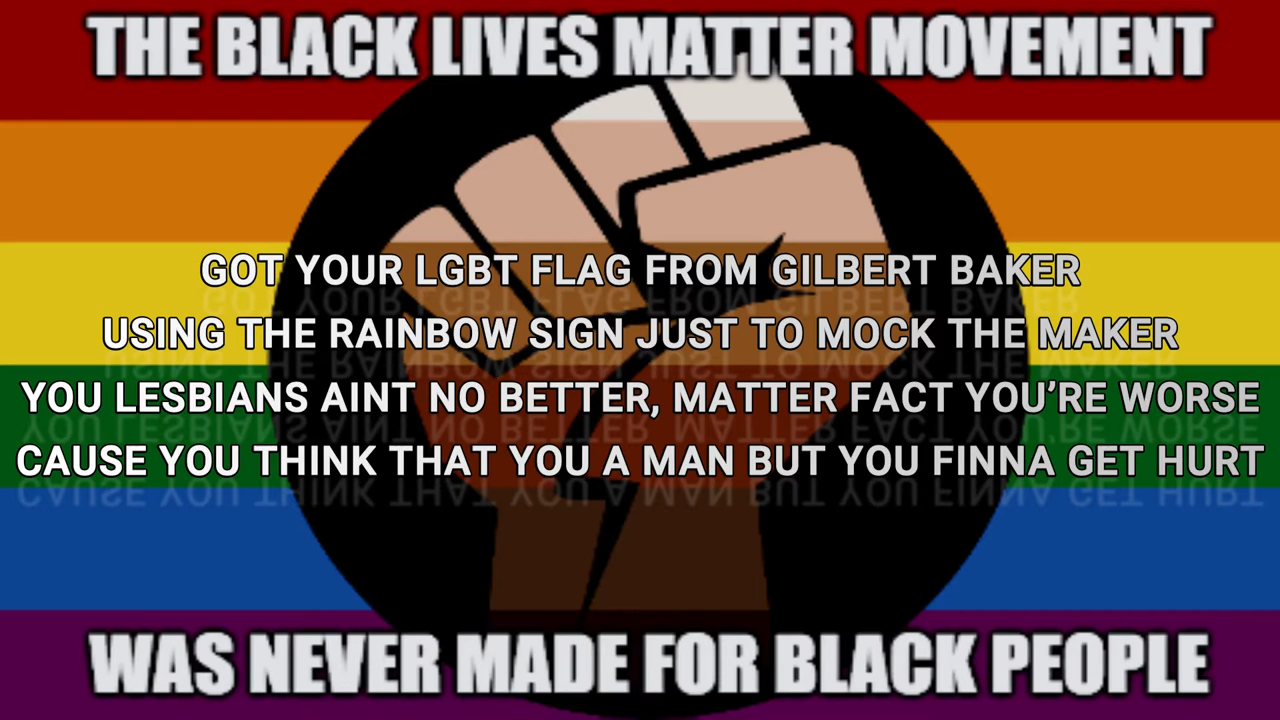 THE BLACK LIVES MATTER MOVEMENT
GOT YOUR LGBT FLAG FROM GILBERT BAKER
USING THE RAINBOW SIGN JUST TO MOCK THE MAKER
YOU LESBIANS AINT NO BETTER, MATTER FACT YOU’RE WORSE
CAUSE YOU THINK THAT YOU A MAN BUT YOU FINNA GET HURT
WAS NEVER MADE FOR BLACK PEOPLE